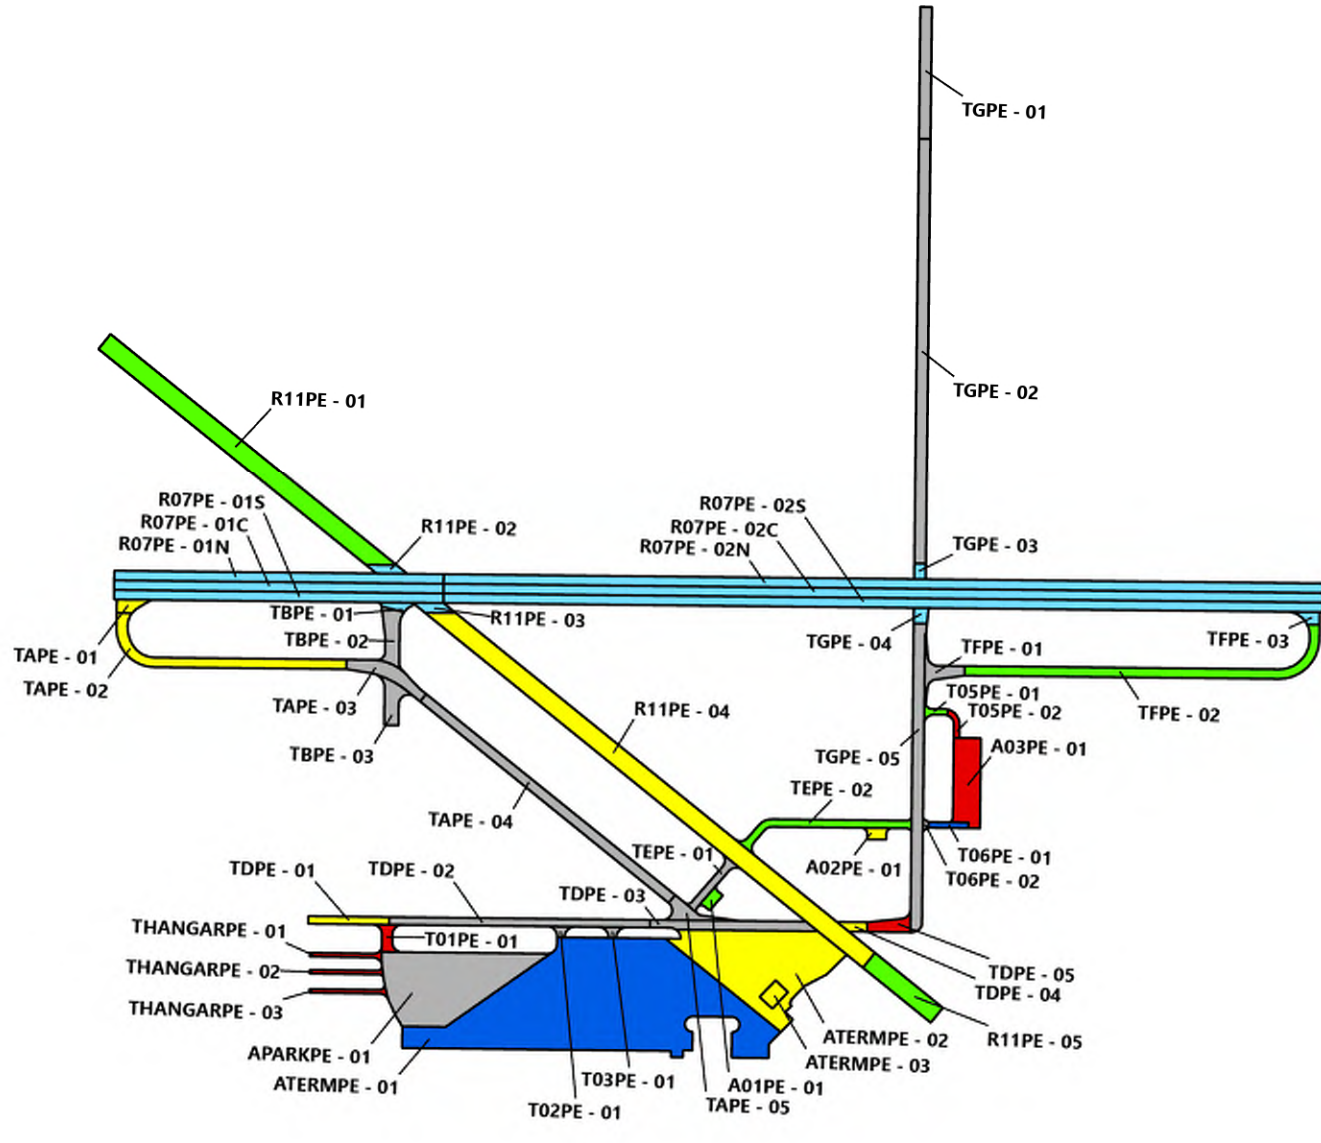 TGPE - 01
TGPE - 02
R11PE - 01
R07PE - 01S
R07PE - 01C
R07PE - 01N
R11PE - 02
R07PE - 02S
R07PE - 02C
R07PE - 02N
TGPE - 03
TBPE - 01
R11PE - 03
TBPE - 02
TGPE - 04
TFPE - 01
TFPE - 03
TAPE - 01
TAPE - 02
TAPE - 03
R11PE - 04
T05PE - 01
T05PE - 02
TFPE - 02
TBPE - 03
TGPE - 05
A03PE - 01
TEPE - 02
TAPE - 04
TEPE - 01
A02PE - 01
T06PE - 01
T06PE - 02
TDPE - 01
TDPE - 02
TDPE - 03
THANGARPE - 01
T01PE - 01
THANGARPE - 02
THANGARPE - 03
TDPE - 05
TDPE - 04
R11PE - 05
ATERMPE - 02
ATERMPE - 03
APARKPE - 01
ATERMPE - 01
T03PE - 01
A01PE - 01
T02PE - 01
TAPE - 05